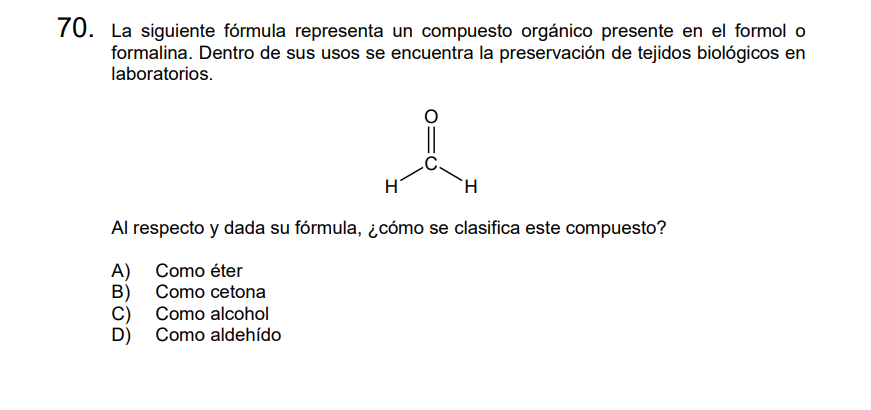 70. La siguiente fórmula representa un compuesto orgánico presente en el formol o
formalina. Dentro de sus usos se encuentra la preservación de tejidos biológicos en
laboratorios.
O
C
H H
Al respecto y dada su fórmula, ¿cómo se clasifica este compuesto?
A) Como éter
B) Como cetona
C) Como alcohol
D) Como aldehído